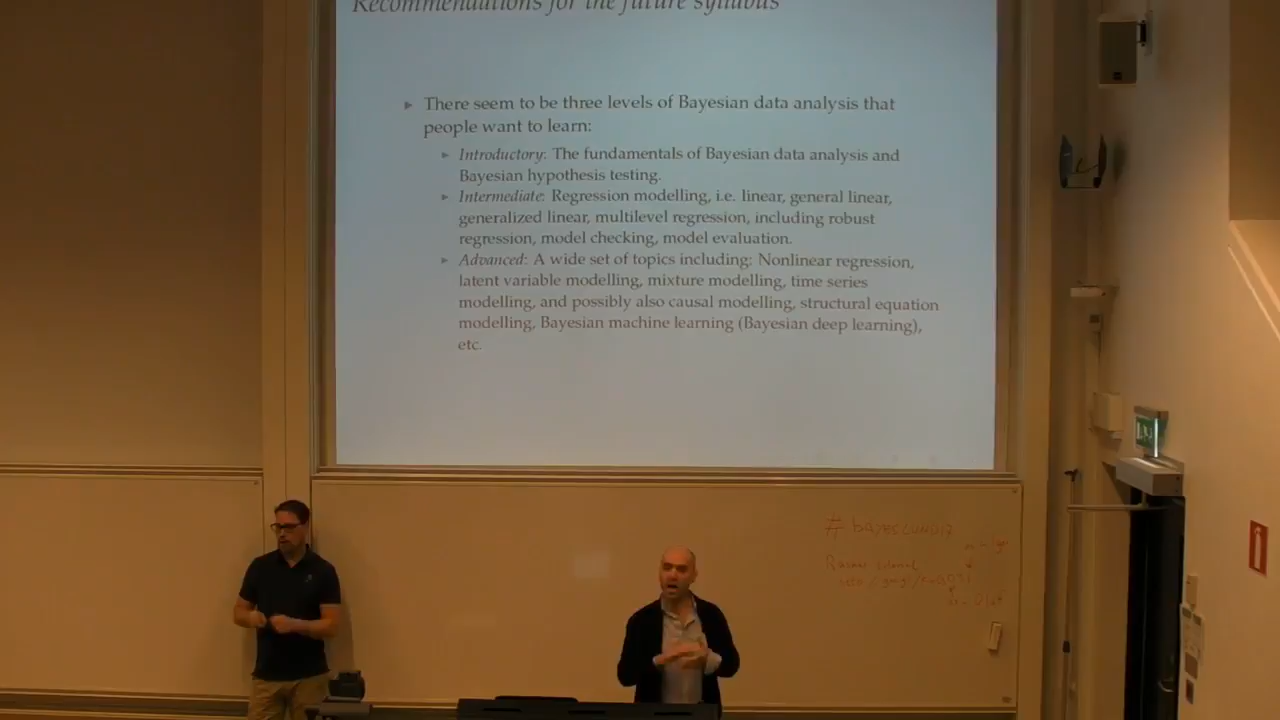 Recommendations for the future syllabus
▸ There seem to be three levels of Bayesian data analysis that
people want to learn:
▸ Introductory: The fundamentals of Bayesian data analysis and
Bayesian hypothesis testing.
▸ Intermediate: Regression modelling, i.e. linear, general linear,
generalized linear, multilevel regression, including robust
regression, model checking, model evaluation.
▸ Advanced: A wide set of topics including: Nonlinear regression,
latent variable modelling, mixture modelling, time series
modelling, and possibly also causal modelling, structural equation
modelling, Bayesian machine learning (Bayesian deep learning),
etc.